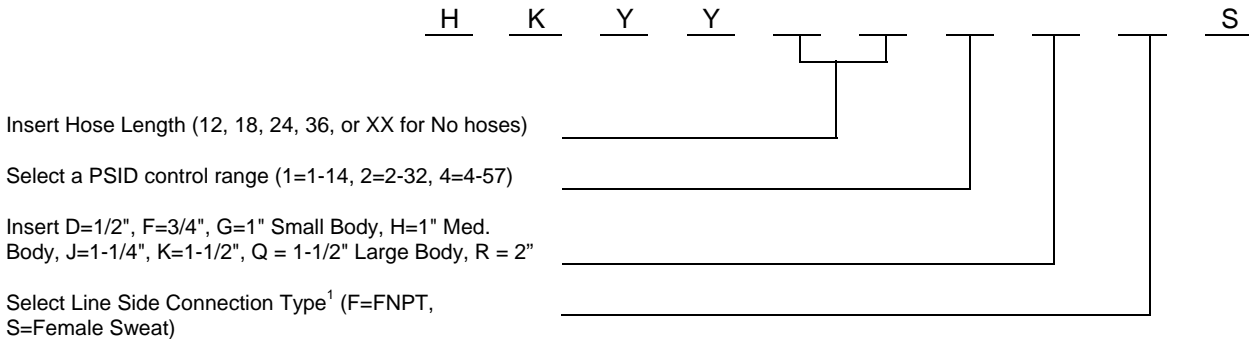 H K Y Y S
Insert Hose Length (12, 18, 24, 36, or XX for No hoses)
Select a PSID control range (1=1-14, 2=2-32, 4=4-57)
Insert D=1/2", F=3/4", G=1" Small Body, H=1" Med.
Body, J=1-1/4", K=1-1/2", Q = 1-1/2" Large Body, R = 2”
Select Line Side Connection Type¹ (F=FNPT,
S=Female Sweat)